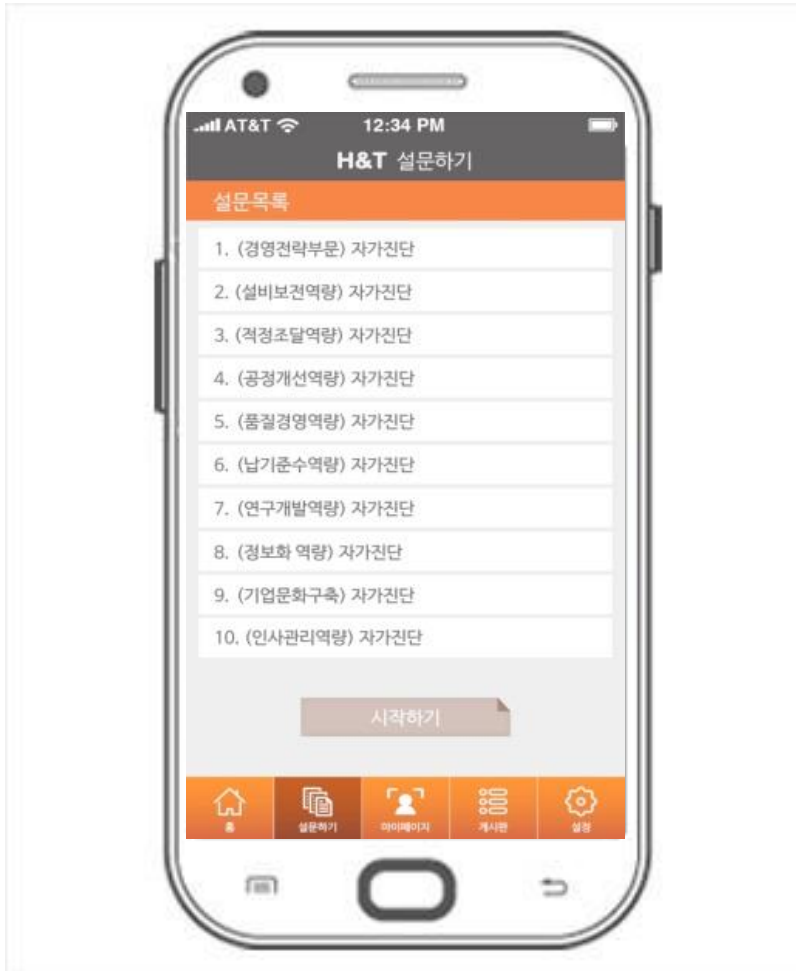 AT&T 12:34 PM
H&T 설문하기
설문목록
1. (경영전략부문) 자가진단
2. (설비보전역량) 자가진단
3. (적정조달역량) 자가진단
4. (공정개선역량) 자가진단
5. (품질경영역량) 자가진단
6. (납기준수역량) 자가진단
7. (연구개발역량) 자가진단
8. (정보화 역량) 자가진단
9. (기업문화구축) 자가진단
10. (인사관리역량) 자가진단
시작하기
홈 설문하기 마이페이지 게시판 설정